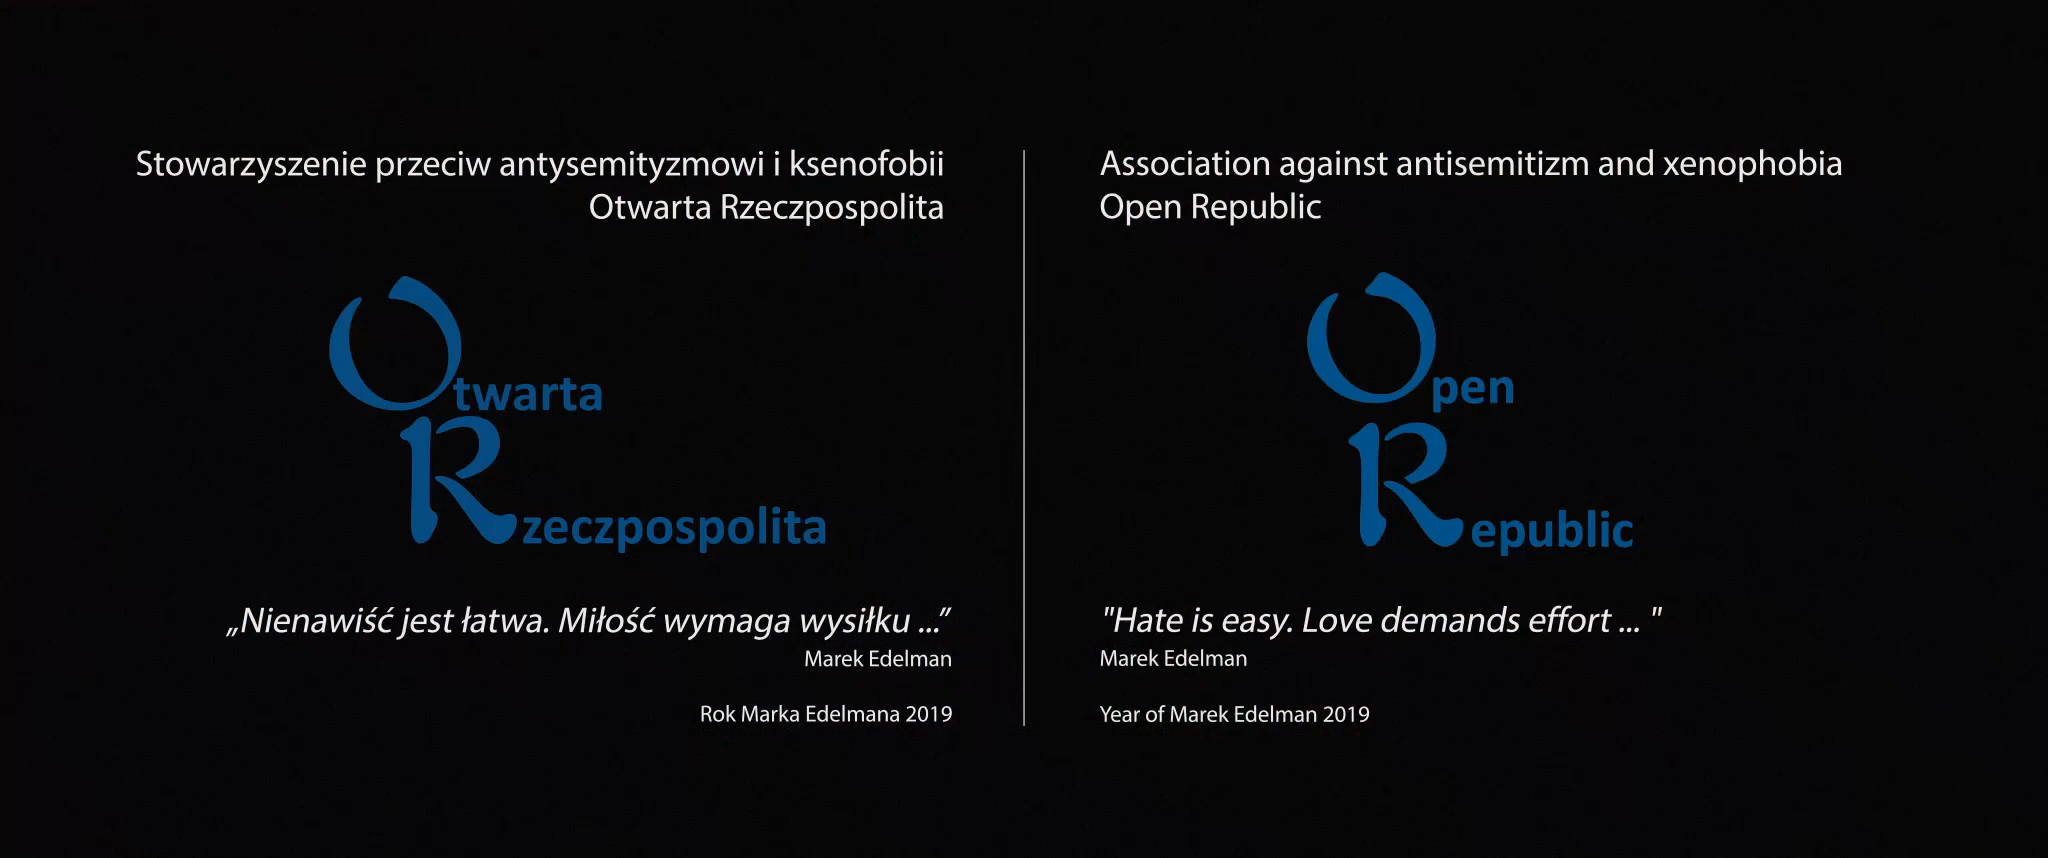 Stowarzyszenie przeciw antysemityzmowi i ksenofobii
Otwarta Rzeczpospolita
Otwarta
Rzeczpospolita
„Nienawiść jest łatwa. Miłość wymaga wysiłku ...”
Marek Edelman
Rok Marka Edelmana 2019
Association against antisemitizm and xenophobia
Open Republic
Open
Republic
"Hate is easy. Love demands effort ... "
Marek Edelman
Year of Marek Edelman 2019